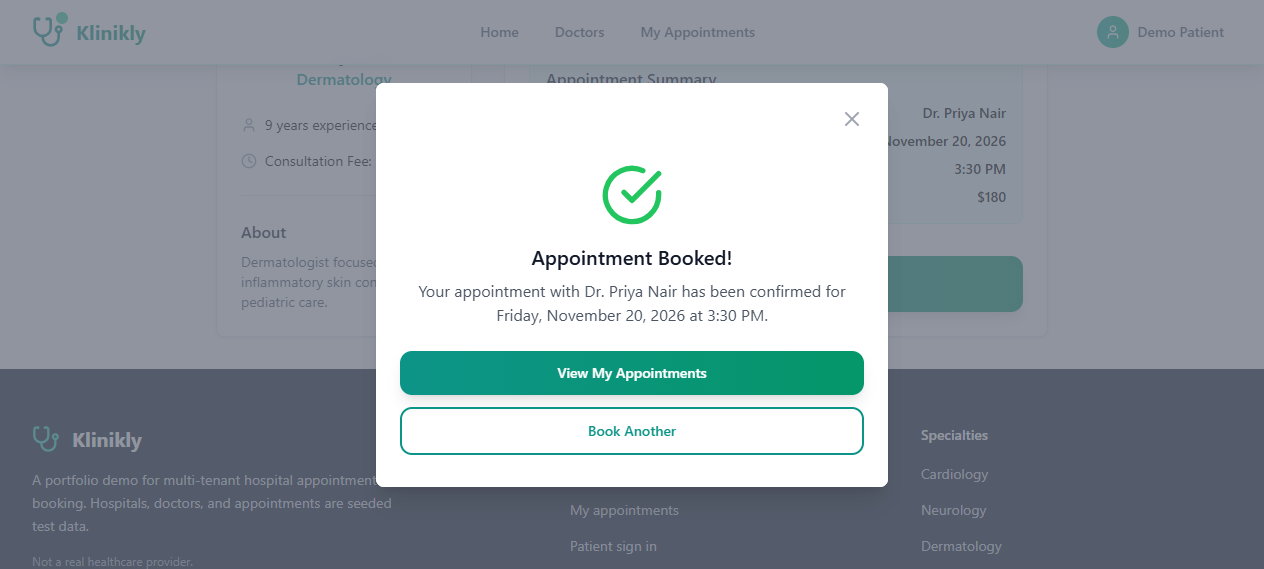 Klinikly
Home
Doctors
My Appointments
Demo Patient
Dermatology
9 years experience
Consultation Fee:
About
Dermatologist focused
inflammatory skin
pediatric care.
Appointment Summary
Dr. Priya Nair
November 20, 2026
3:30 PM
$180
Appointment Booked!
Your appointment with Dr. Priya Nair has been confirmed for
Friday, November 20, 2026 at 3:30 PM.
View My Appointments
Book Another
Klinikly
A portfolio demo for multi-tenant hospital appointment
booking. Hospitals, doctors, and appointments are seeded
test data.
Not a real healthcare provider.
My appointments
Patient sign in
Specialties
Cardiology
Neurology
Dermatology